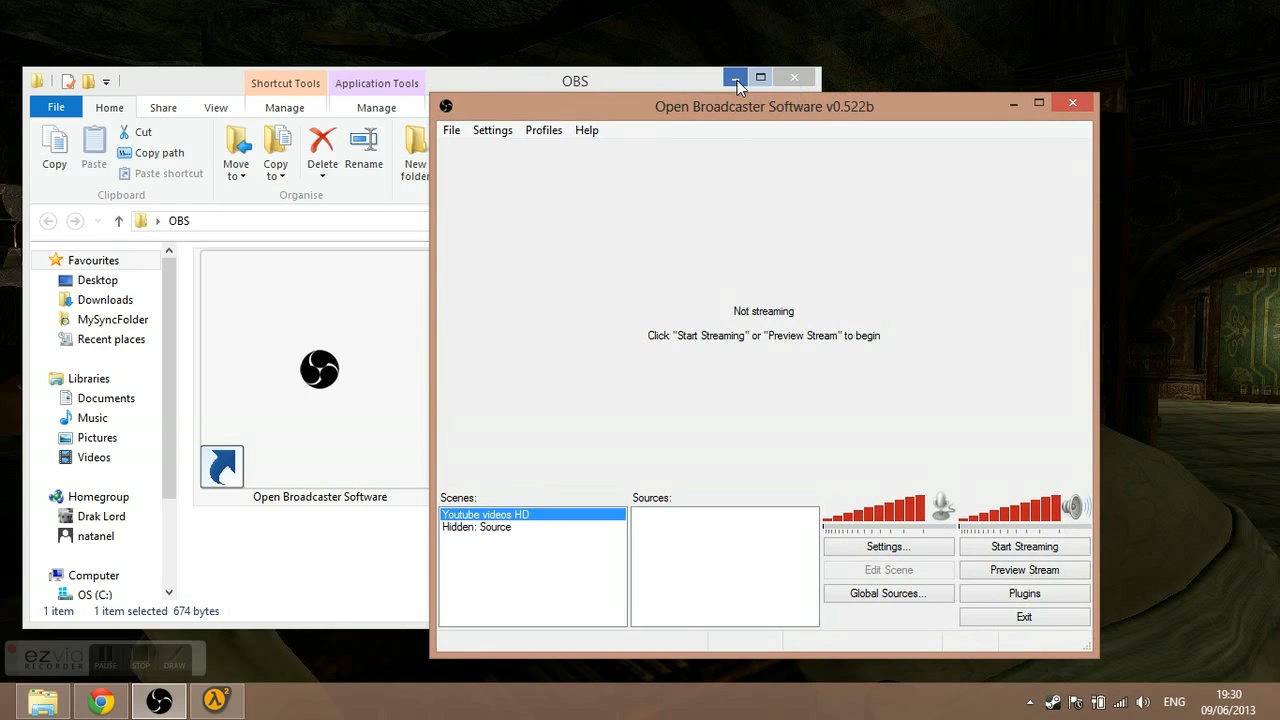 Shortcut Tools
Application Tools
OBS
File
Home
Share
View
Manage
Manage
Copy
Paste
Cut
Copy path
Paste shortcut
Clipboard
Move to
Copy to
Delete
Rename
Organise
New folder
OBS
Favourites
Desktop
Downloads
MySyncFolder
Recent places
Libraries
Documents
Music
Pictures
Videos
Homegroup
Drak Lord
natanel
Computer
OS (C:)
Open Broadcaster Software
1 item
1 item selected 674 bytes
Open Broadcaster Software v0.522b
File
Settings
Profiles
Help
Not streaming
Click "Start Streaming" or "Preview Stream" to begin
Scenes:
Youtube videos HD
Hidden: Source
Sources:
Settings...
Start Streaming
Edit Scene
Preview Stream
Global Sources...
Plugins
Exit
ezvid
RECORDER
PAUSE
STOP
DRAW
ENG
19:30
09/06/2013